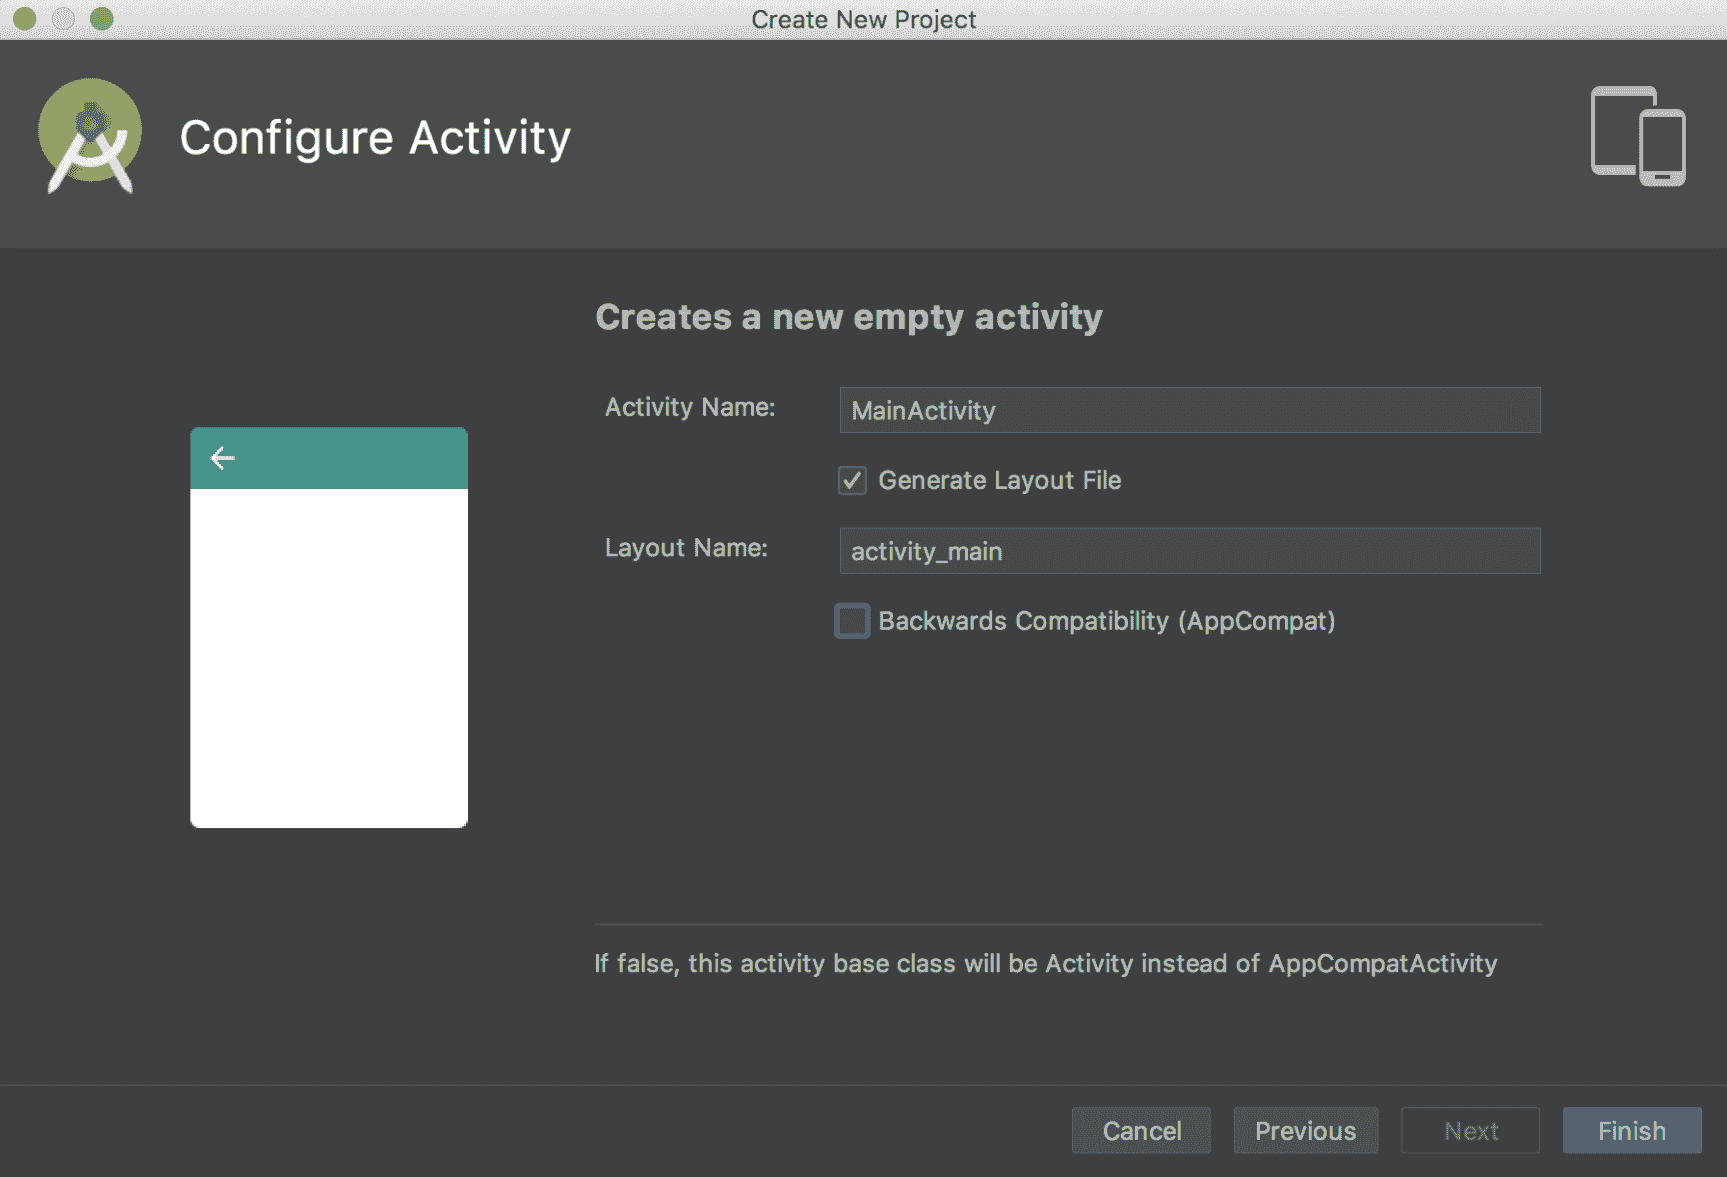 Create New Project
Configure Activity
Creates a new empty activity
Activity Name: MainActivity
Generate Layout File
Layout Name: activity_main
Backwards Compatibility (AppCompat)
If false, this activity base class will be Activity instead of AppCompatActivity
Cancel Previous Next Finish